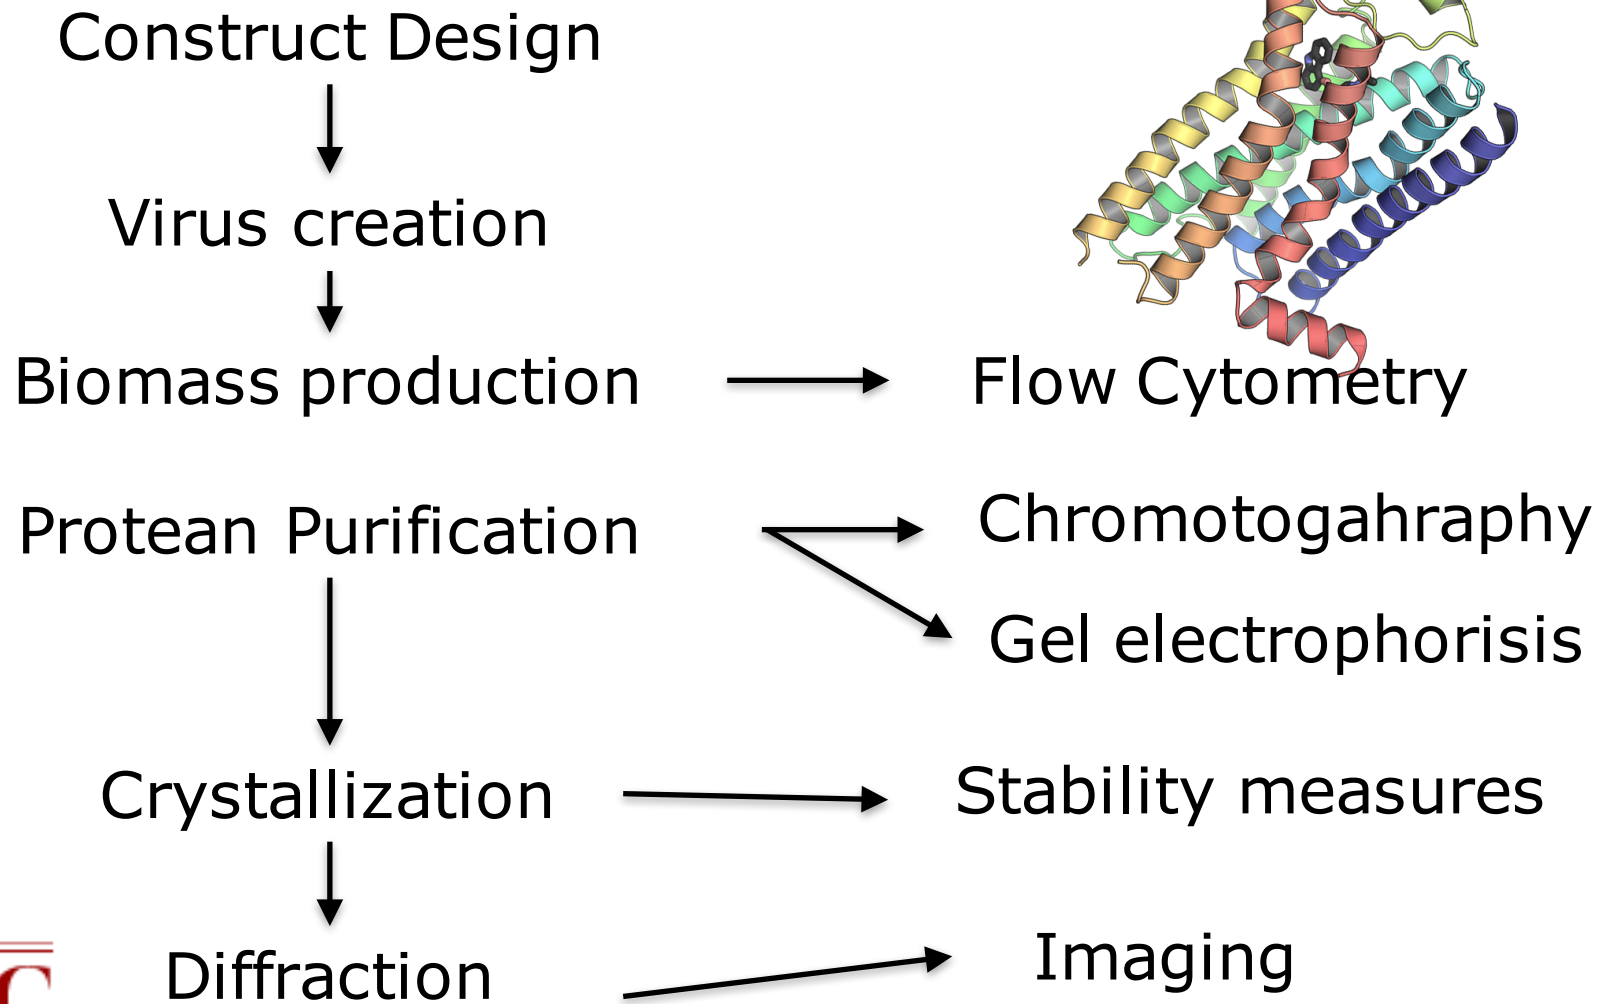 Construct Design
Virus creation
Biomass production
Flow Cytometry
Protean Purification
Chromotogahraphy
Gel electrophorisis
Crystallization
Stability measures
Diffraction
Imaging
C